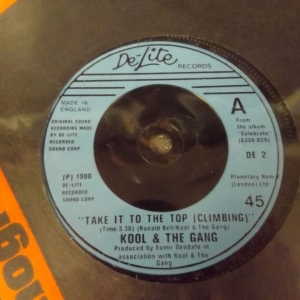 De-Lite
RECORDS
MADE IN
ENGLAND
ORIGINAL SOUND
RECORDING MADE
BY DE-LITE
RECORDED
SOUND CORP
A
From
the album
'Celebrate'
(6359 029)
DE 2
(P) 1980
DE-LITE
RECORDED
SOUND CORP
Planetary Nom
(London) Ltd.
45
"TAKE IT TO THE TOP (CLIMBING)"
(Time:3.36) (Ronald Bell/Kool & The Gang)
KOOL & THE GANG
Produced by Eumir Deodato in
association with Kool & The
Gang